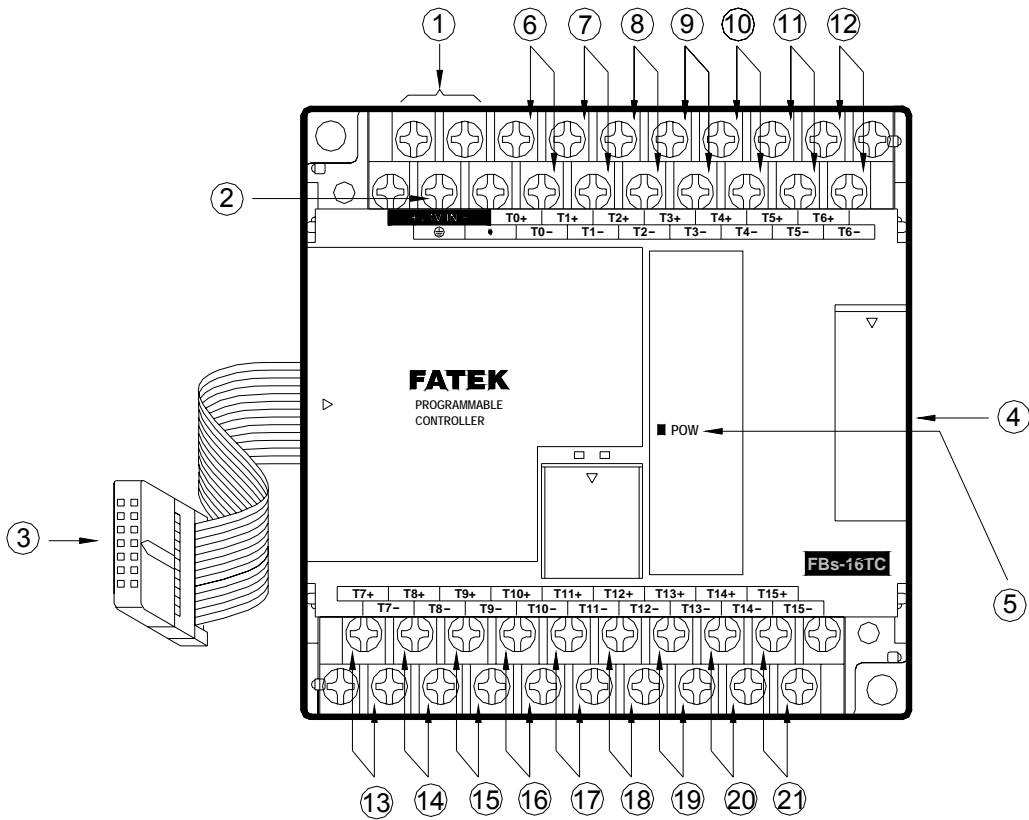 1 6 7 8 9 10 11 12
2
+ 24V IN −
T0+ T1+ T2+ T3+ T4+ T5+ T6+
T0− T1− T2− T3− T4− T5− T6−
FATEK
PROGRAMMABLE
CONTROLLER
POW
4
3
FBs-16TC
5
T7+ T8+ T9+ T10+ T11+ T12+ T13+ T14+ T15+
T7− T8− T9− T10− T11− T12− T13− T14− T15−
13 14 15 16 17 18 19 20 21